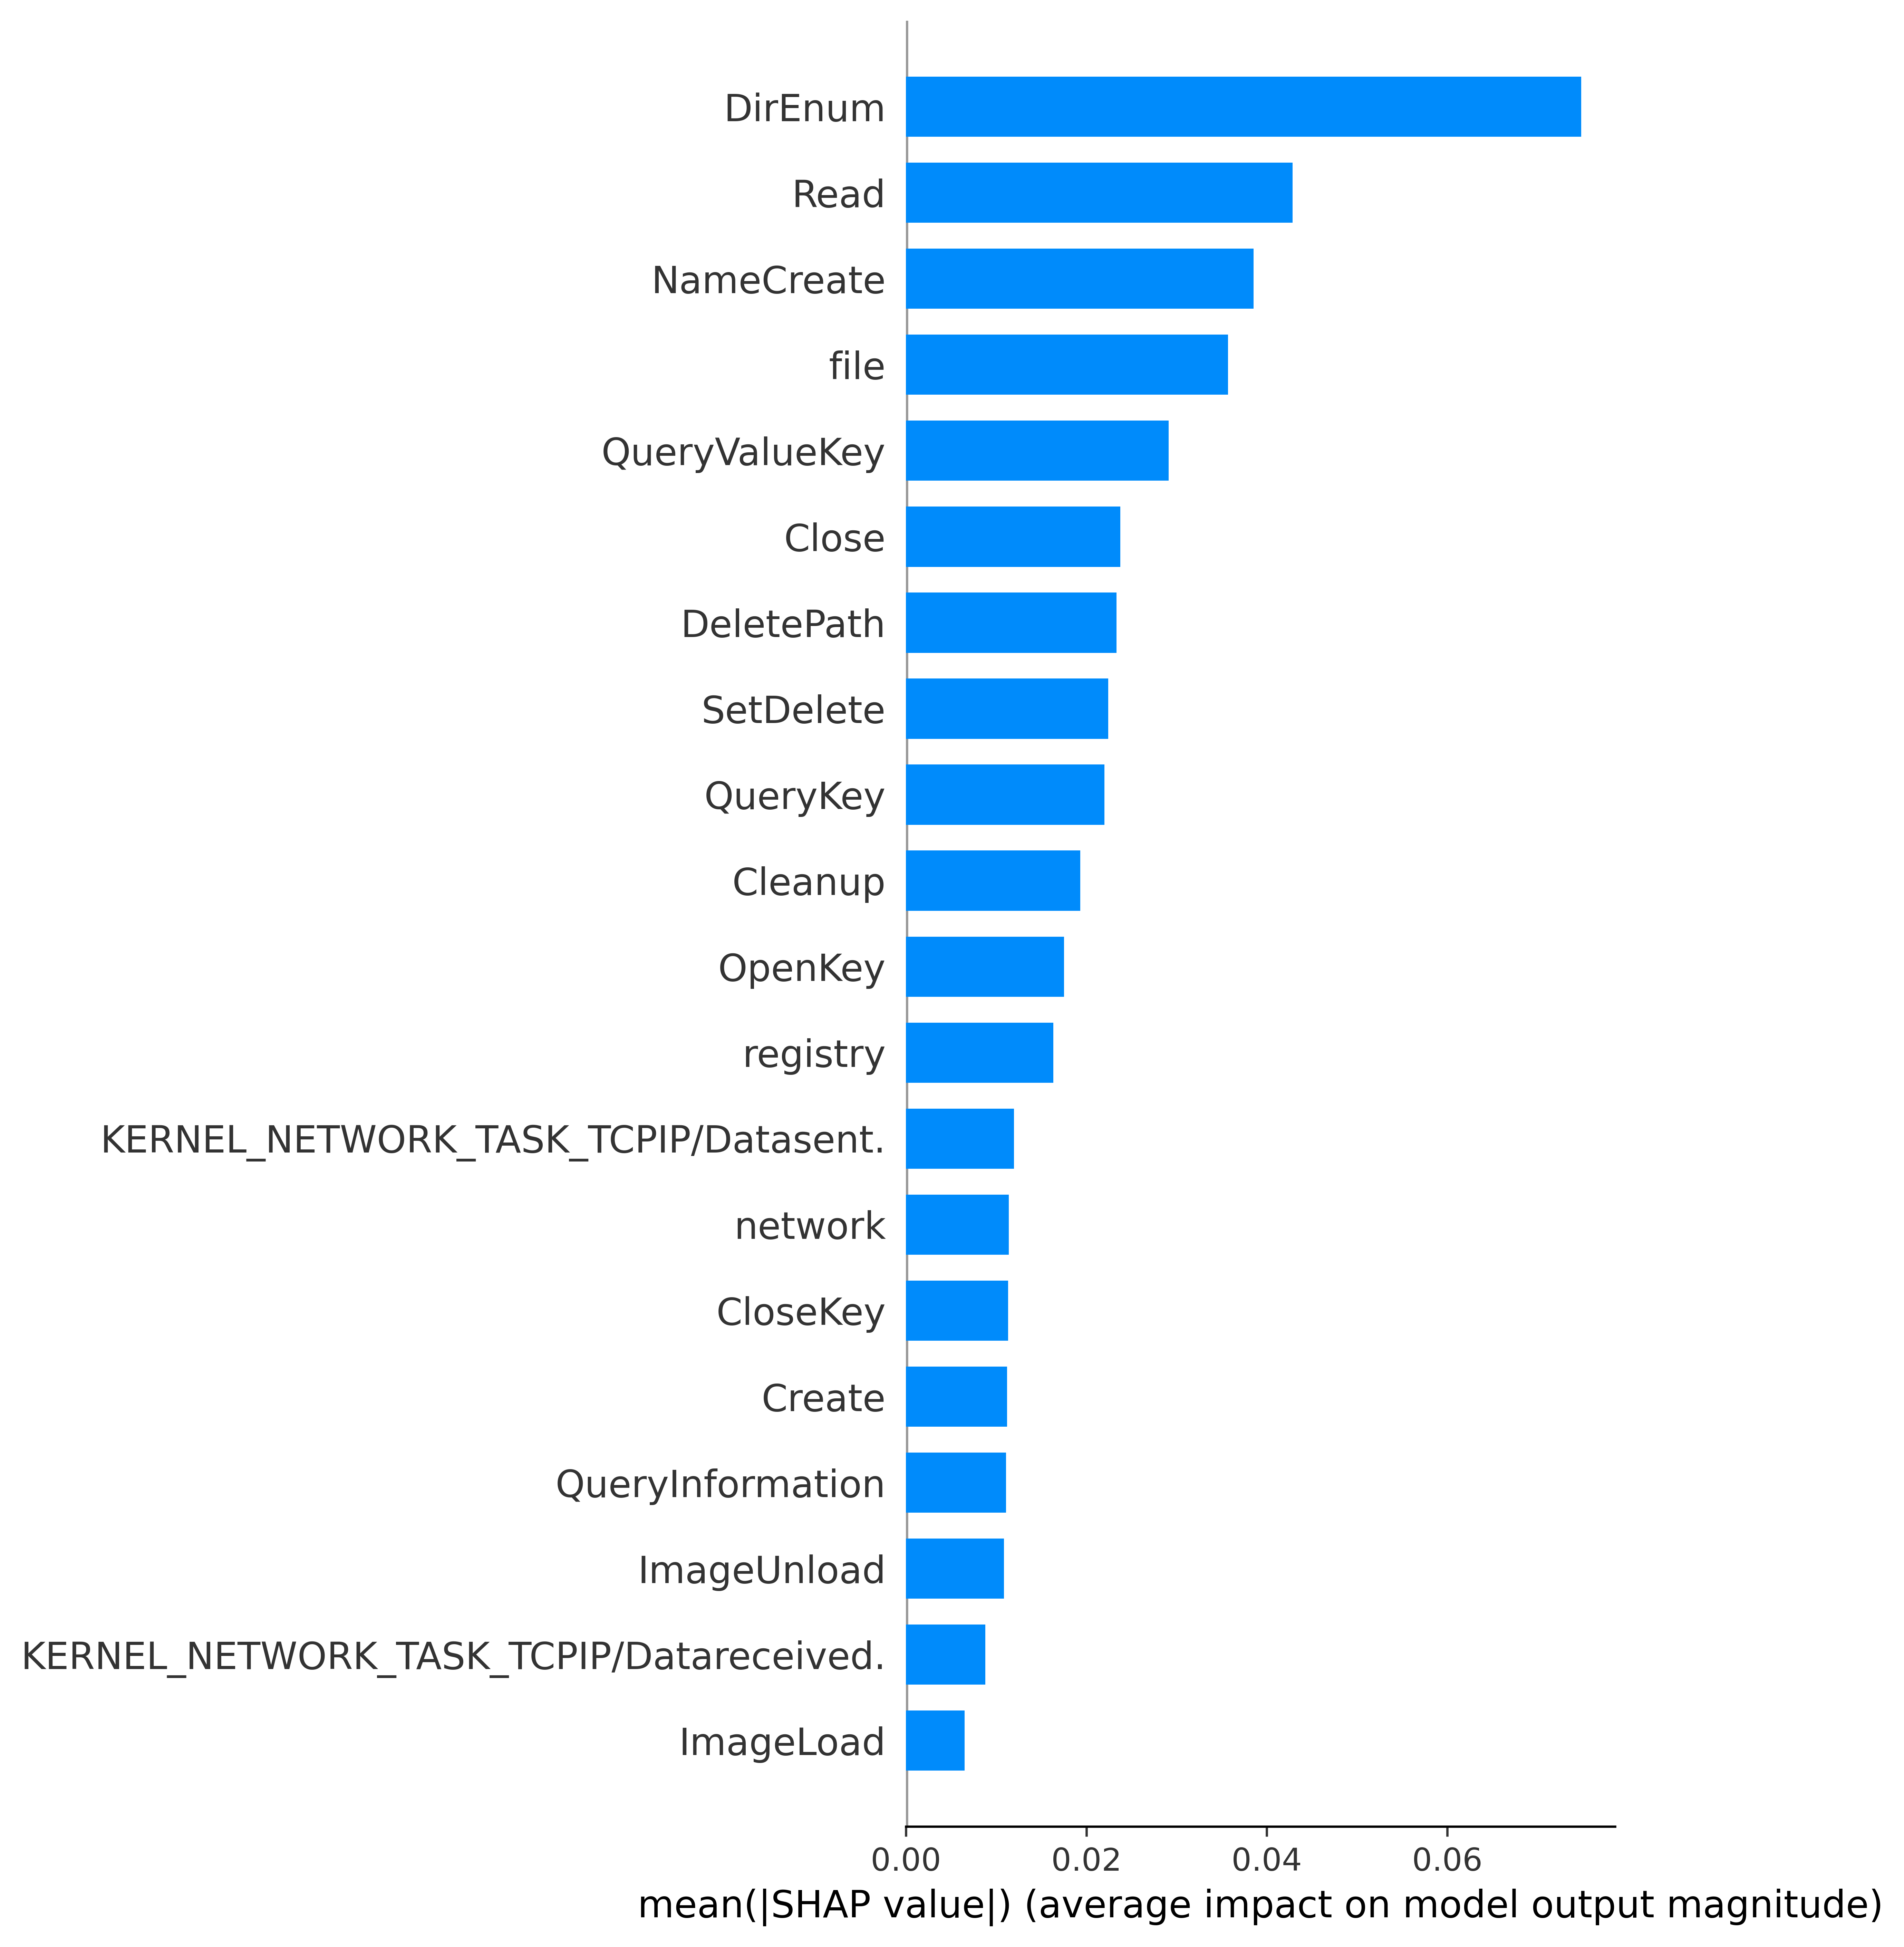 DirEnum
Read
NameCreate
file
QueryValueKey
Close
DeletePath
SetDelete
QueryKey
Cleanup
OpenKey
registry
KERNEL_NETWORK_TASK_TCPIP/Datasent.
network
CloseKey
Create
QueryInformation
ImageUnload
KERNEL_NETWORK_TASK_TCPIP/Datareceived.
ImageLoad
0.00 0.02 0.04 0.06
mean(|SHAP value|) (average impact on model output magnitude)